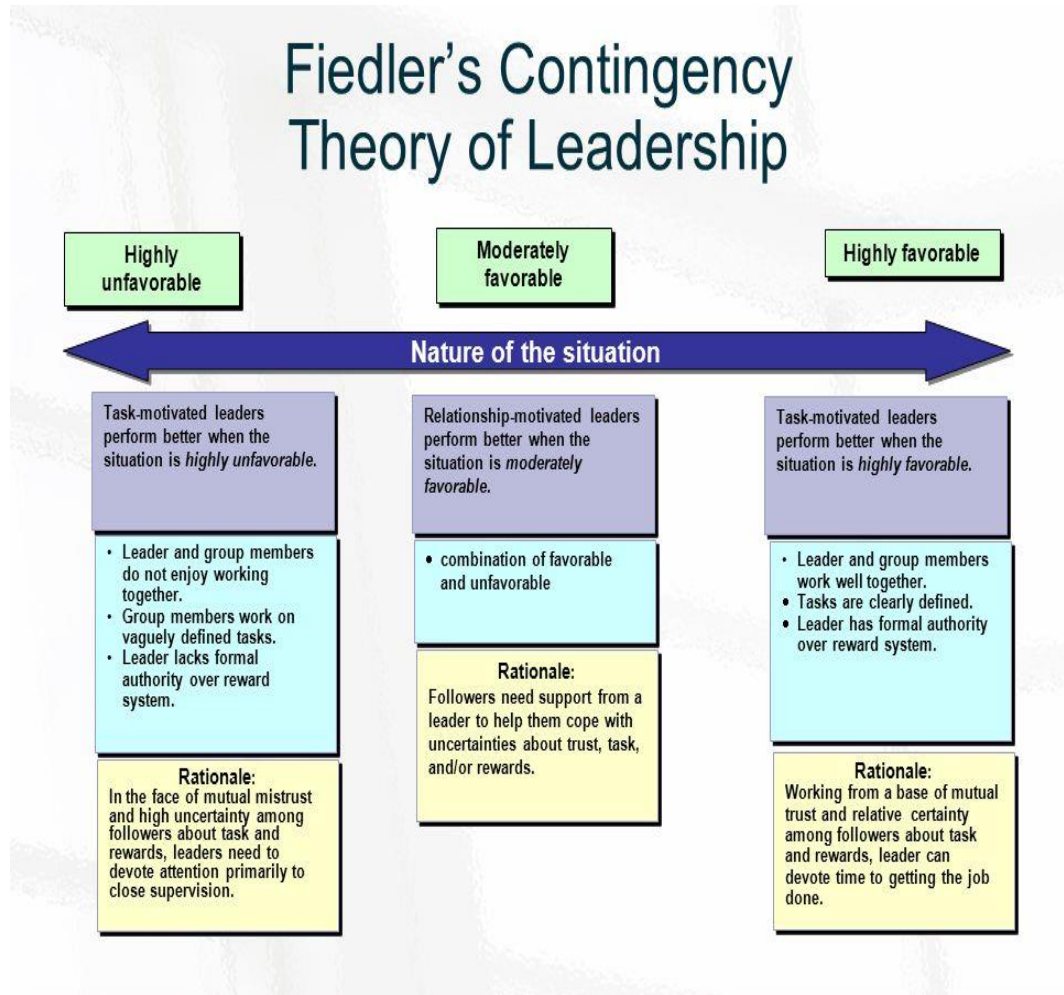 Fiedler's Contingency
Theory of Leadership
Highly
unfavorable
Moderately
favorable
Highly favorable
Nature of the situation
Task-motivated leaders
perform better when the
situation is highly unfavorable.
• Leader and group members
do not enjoy working
together.
• Group members work on
vaguely defined tasks.
• Leader lacks formal
authority over reward
system.
Rationale:
In the face of mutual mistrust
and high uncertainty among
followers about task and
rewards, leaders need to
devote attention primarily to
close supervision.
Relationship-motivated leaders
perform better when the
situation is moderately
favorable.
• combination of favorable
and unfavorable
Rationale:
Followers need support from a
leader to help them cope with
uncertainties about trust, task,
and/or rewards.
Task-motivated leaders
perform better when the
situation is highly favorable.
• Leader and group members
work well together.
• Tasks are clearly defined.
• Leader has formal authority
over reward system.
Rationale:
Working from a base of mutual
trust and relative certainty
among followers about task
and rewards, leader can
devote time to getting the job
done.